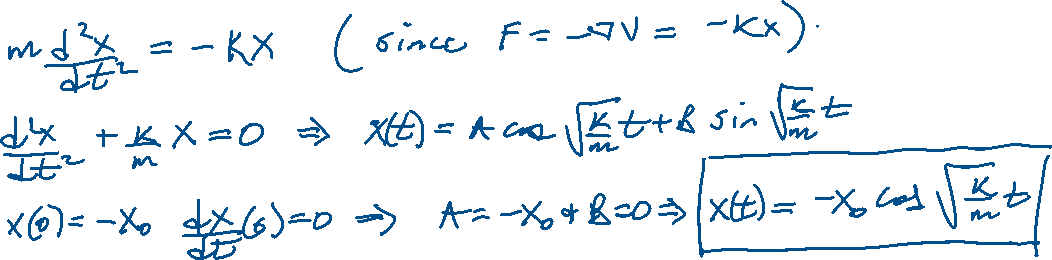 m d²x/dt² = -kx (since F = -∇V = -kx).
d²x/dt² + k/m x = 0 ⇒ x(t) = A cos √(k/m) t + B sin √(k/m) t
x(0) = -x₀ dx/dt(0) = 0 ⇒ A = -x₀ & B = 0 ⇒ x(t) = -x₀ cos √(k/m) t